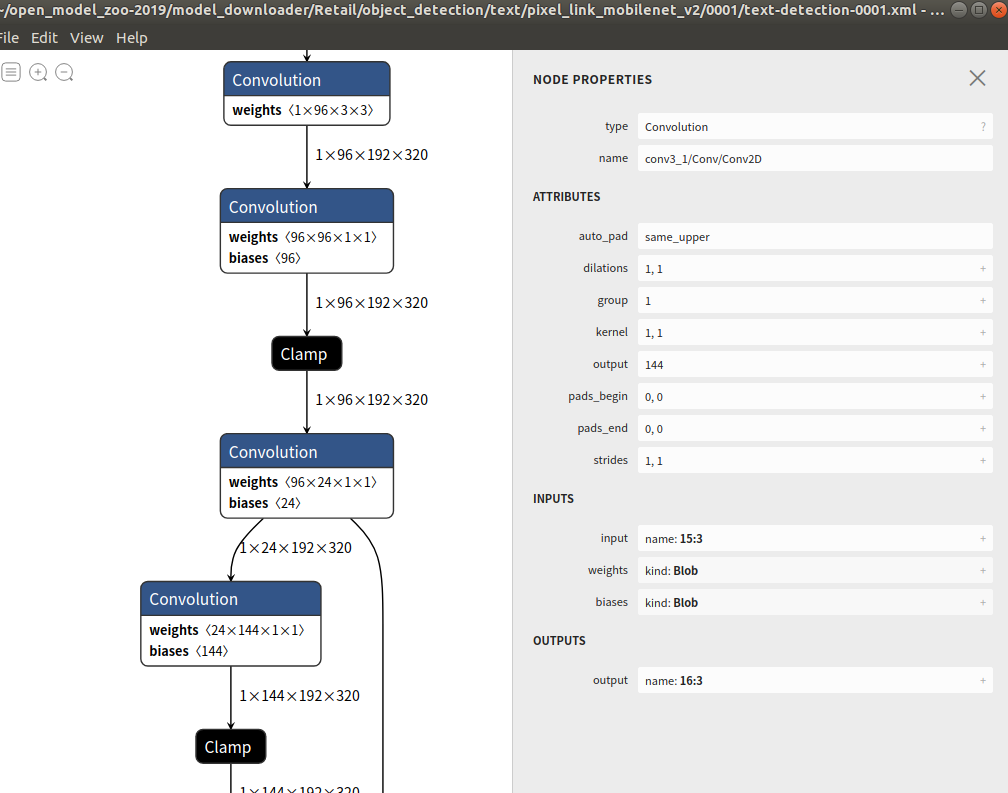 ~/open_model_zoo-2019/model_downloader/Retail/object_detection/text/pixel_link_mobilenet_v2/0001/text-detection-0001.xml - ...
File Edit View Help
Convolution
weights ⟨1×96×3×3⟩
1×96×192×320
Convolution
weights ⟨96×96×1×1⟩
biases ⟨96⟩
1×96×192×320
Clamp
1×96×192×320
Convolution
weights ⟨96×24×1×1⟩
biases ⟨24⟩
1×24×192×320
Convolution
weights ⟨24×144×1×1⟩
biases ⟨144⟩
1×144×192×320
Clamp
1×144×192×320
NODE PROPERTIES
type Convolution ?
name conv3_1/Conv/Conv2D
ATTRIBUTES
auto_pad same_upper
dilations 1, 1 +
group 1 +
kernel 1, 1 +
output 144 +
pads_begin 0, 0 +
pads_end 0, 0 +
strides 1, 1 +
INPUTS
input name: 15:3 +
weights kind: Blob +
biases kind: Blob +
OUTPUTS
output name: 16:3 +